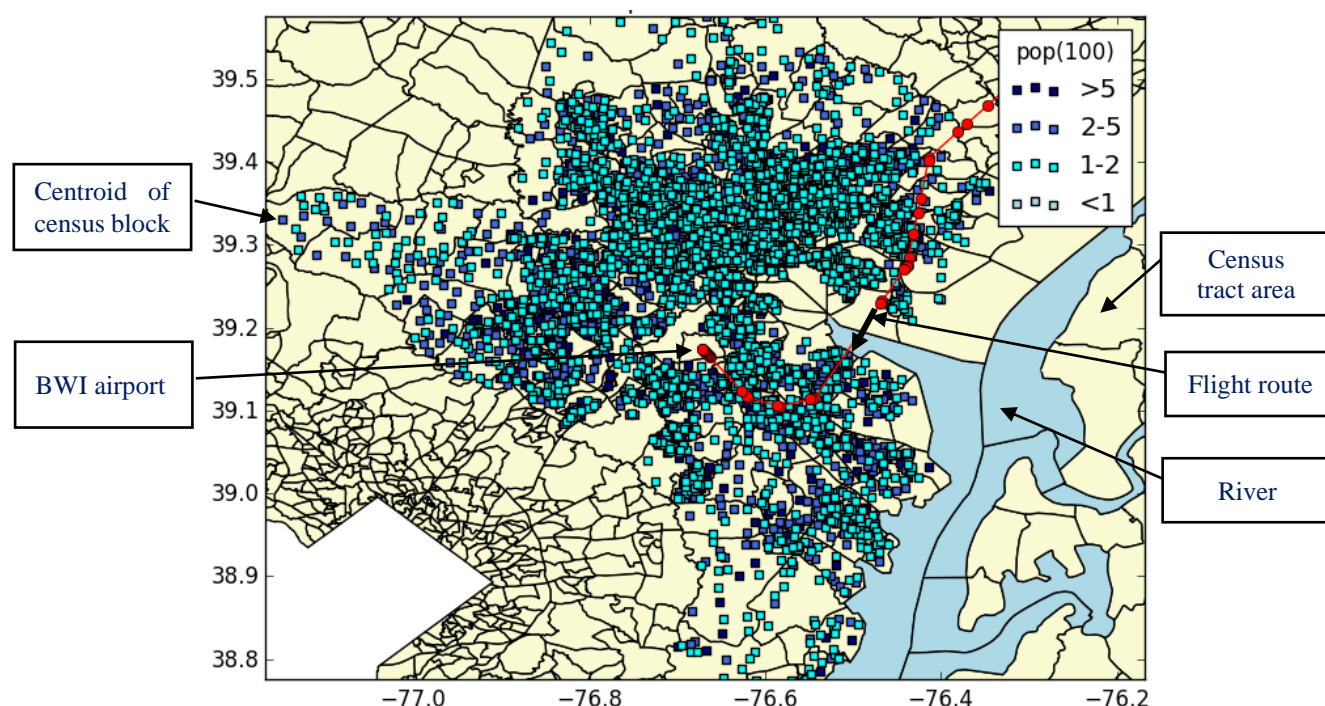 39.5
39.4
39.3
39.2
39.1
39.0
38.9
38.8
−77.0
−76.8
−76.6
−76.4
−76.2
pop(100)
>5
2-5
1-2
<1
Centroid of
census block
BWI airport
Census
tract area
Flight route
River